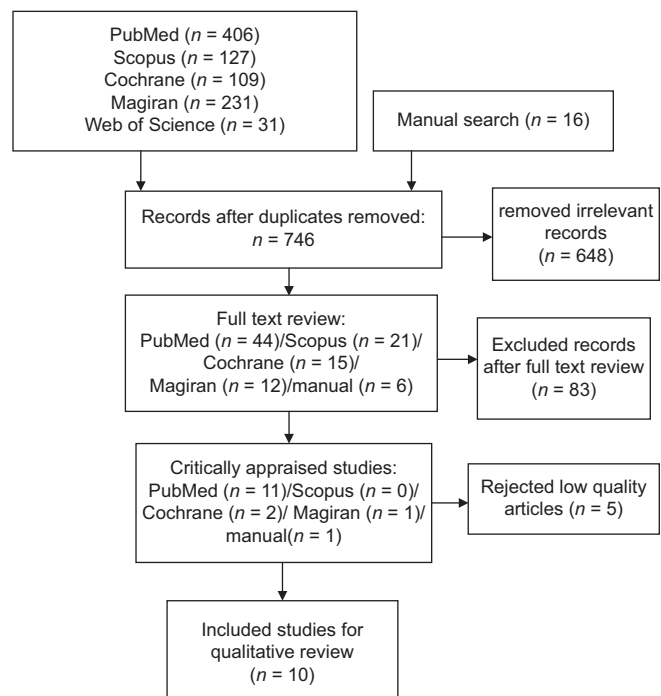 PubMed (n = 406)
Scopus (n = 127)
Cochrane (n = 109)
Magiran (n = 231)
Web of Science (n = 31)
Manual search (n = 16)
Records after duplicates removed:
n = 746
removed irrelevant
records
(n = 648)
Full text review:
PubMed (n = 44)/Scopus (n = 21)/
Cochrane (n = 15)/
Magiran (n = 12)/manual (n = 6)
Excluded records
after full text review
(n = 83)
Critically appraised studies:
PubMed (n = 11)/Scopus (n = 0)/
Cochrane (n = 2)/ Magiran (n = 1)/
manual(n = 1)
Rejected low quality
articles (n = 5)
Included studies for
qualitative review
(n = 10)